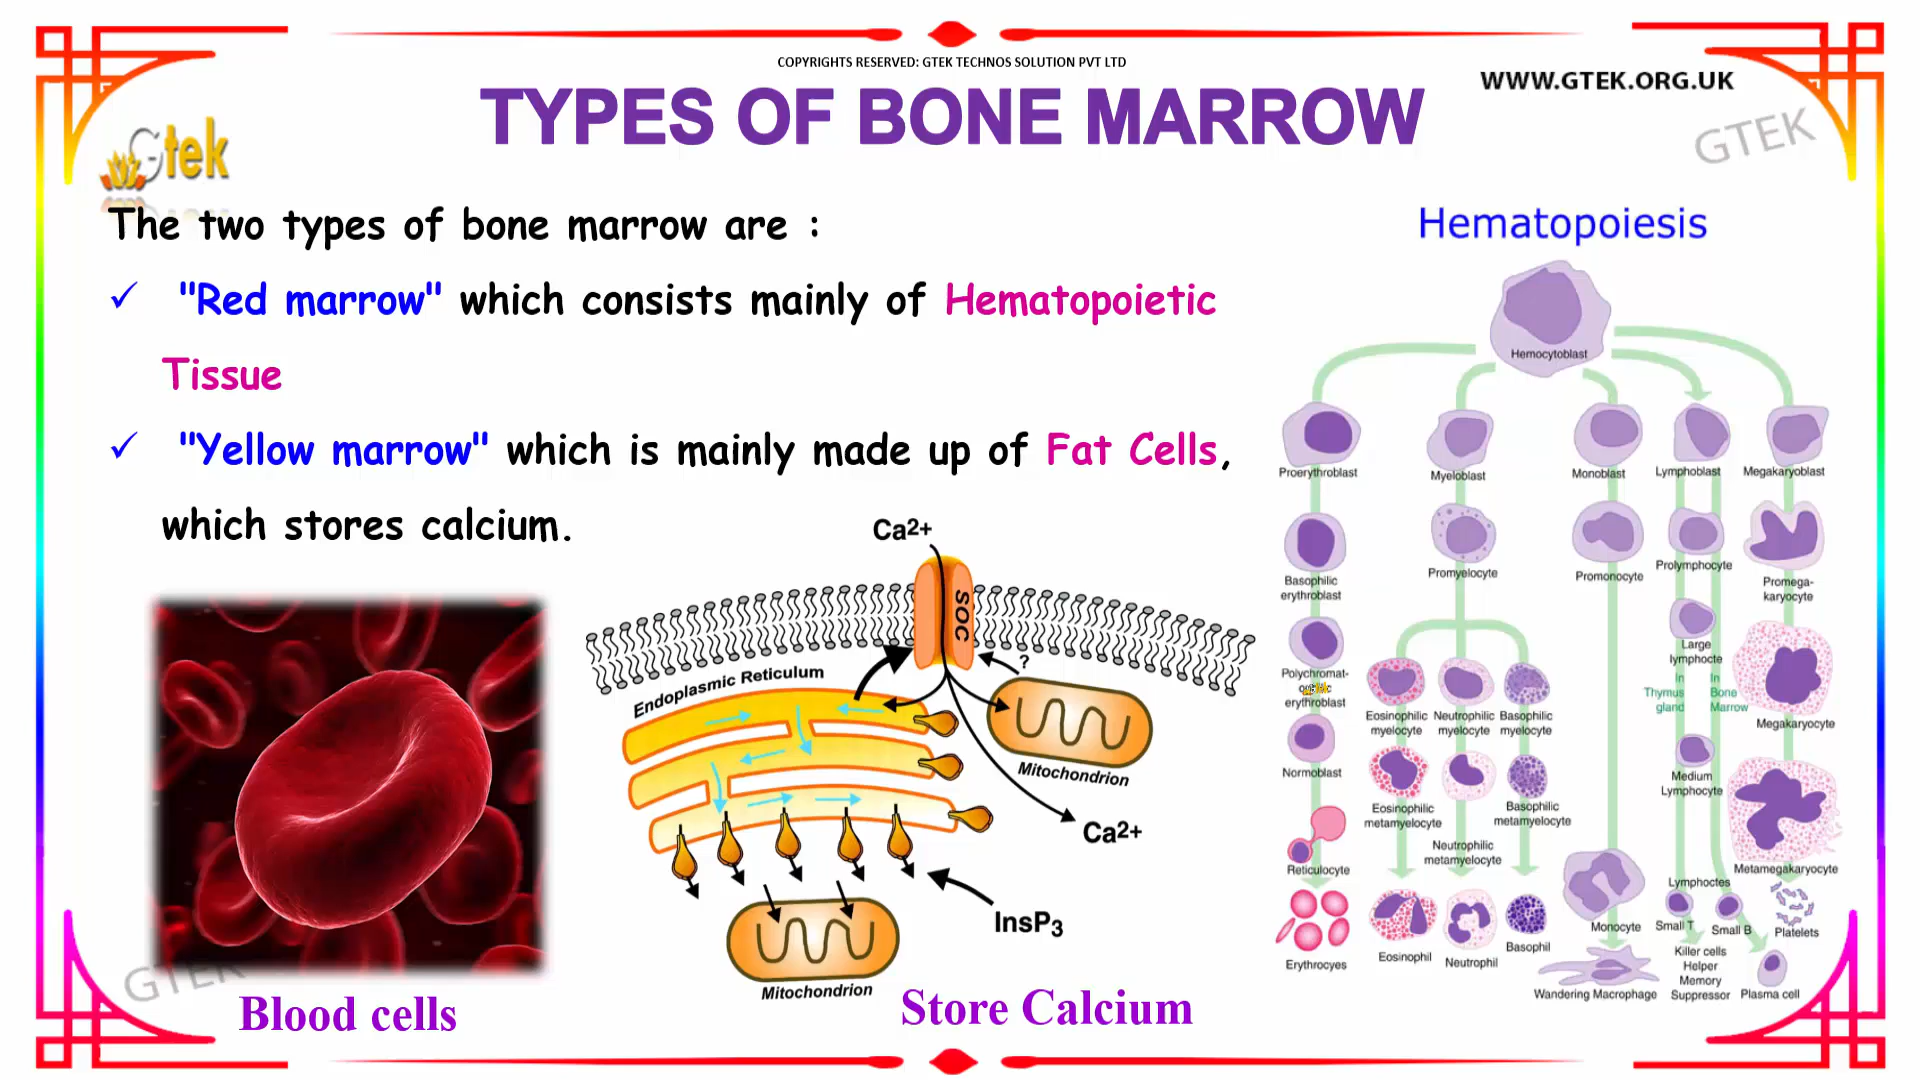 COPYRIGHTS RESERVED: GTEK TECHNOS SOLUTION PVT LTD
WWW.GTEK.ORG.UK
TYPES OF BONE MARROW
GTEK
Gtek
The two types of bone marrow are :
"Red marrow" which consists mainly of Hematopoietic
Tissue
"Yellow marrow" which is mainly made up of Fat Cells,
which stores calcium.
Ca2+
SOC
?
Endoplasmic Reticulum
Mitochondrion
Ca2+
InsP3
Mitochondrion
GTEK
Blood cells
Store Calcium
Hematopoiesis
Hemocytoblast
Proerythroblast
Myeloblast
Monoblast
Lymphoblast
Megakaryoblast
Basophilic
erythroblast
Promyelocyte
Promonocyte
Prolymphocyte
Promega-
karyocyte
Polychromat-
erythroblast
Large
lymphocte
In
Thymus
gland
In
Bone
Marrow
Megakaryocyte
Eosinophilic
myelocyte
Neutrophilic
myelocyte
Basophilic
myelocyte
Normoblast
Medium
Lymphocyte
Eosinophilic
metamyelocyte
Basophilic
metamyelocyte
Neutrophilic
metamyelocyte
Reticulocyte
Metamegakaryocyte
Lymphoctes
Small T
Small B
Monocyte
Platelets
Erythrocyes
Eosinophil
Neutrophil
Basophil
Killer cells
Helper
Memory
Suppressor
Wandering Macrophage
Plasma cell